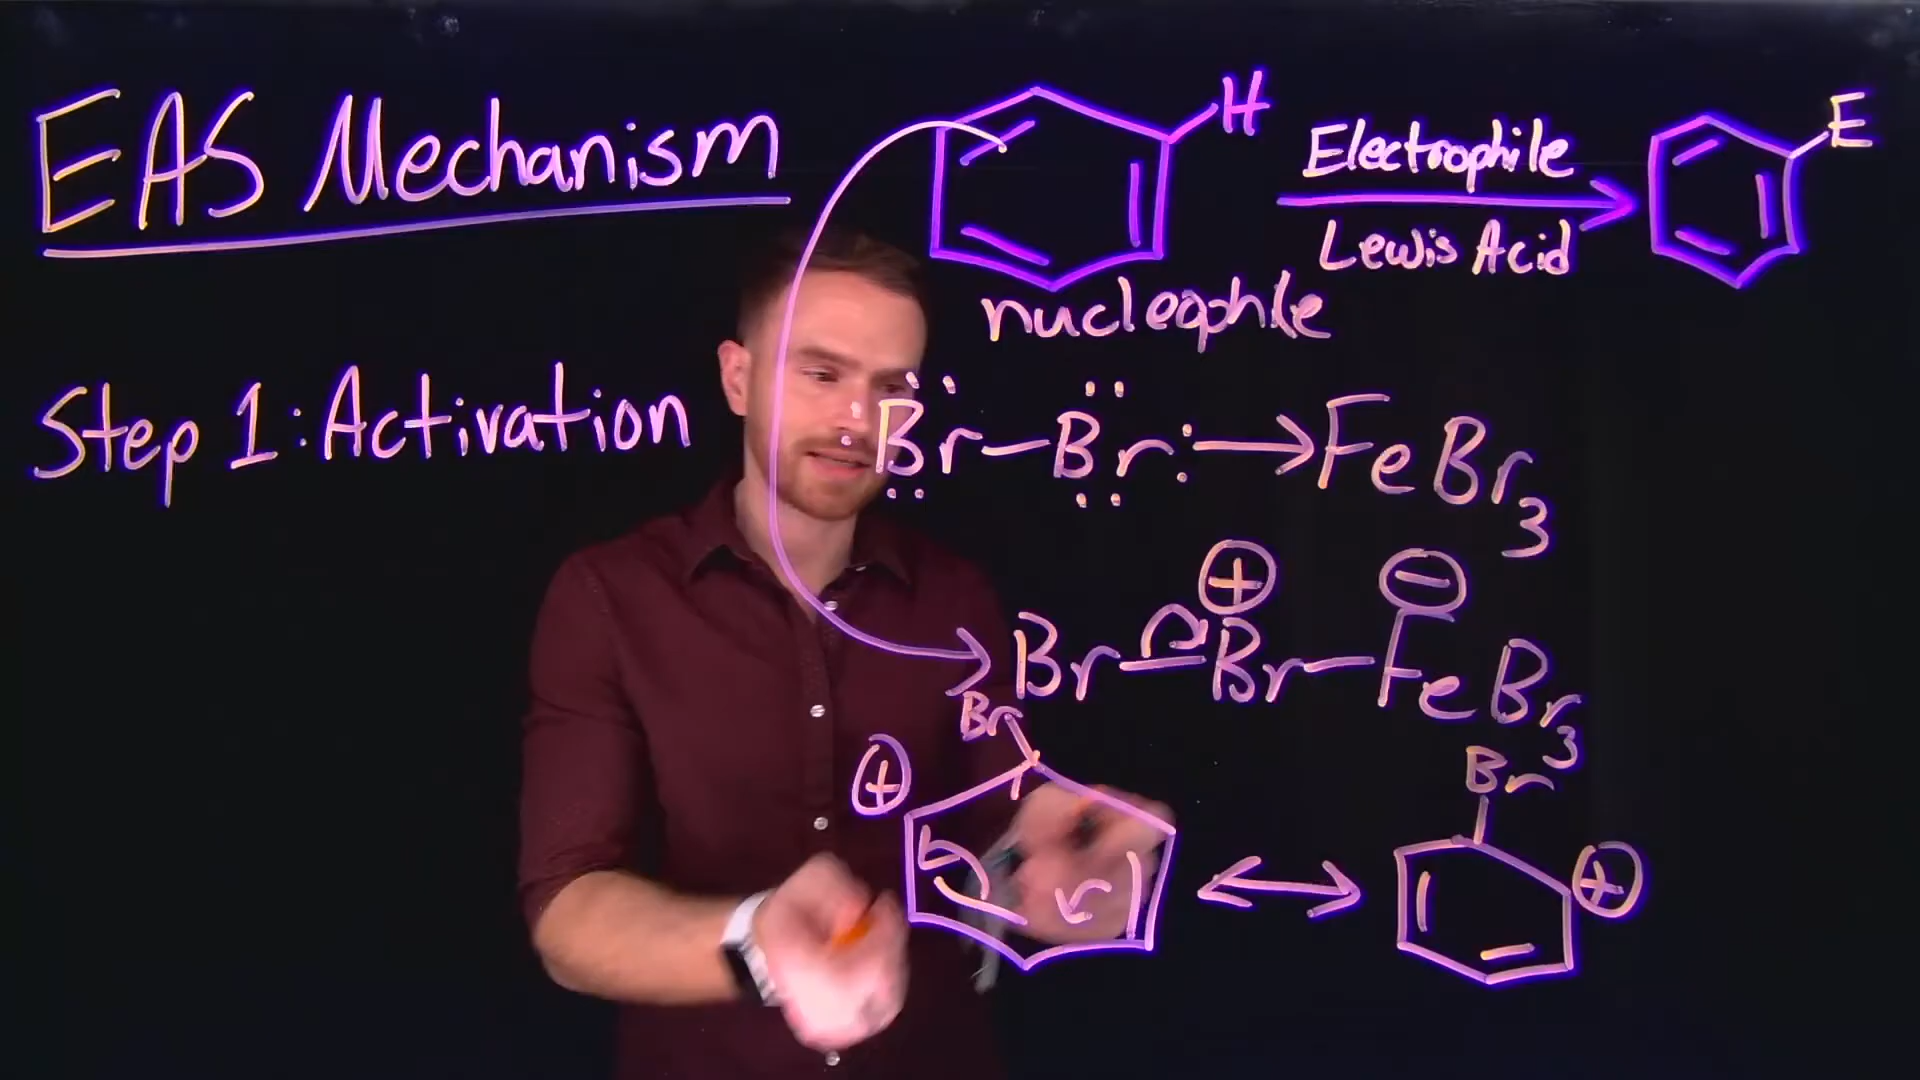 EAS Mechanism
H
Electrophile
Lewis Acid
E
nucleophile
Step 1: Activation
Br—Br: → FeBr3
⊕ ⊖
Br—Br—FeBr3
Br
⊕
Br
⊕